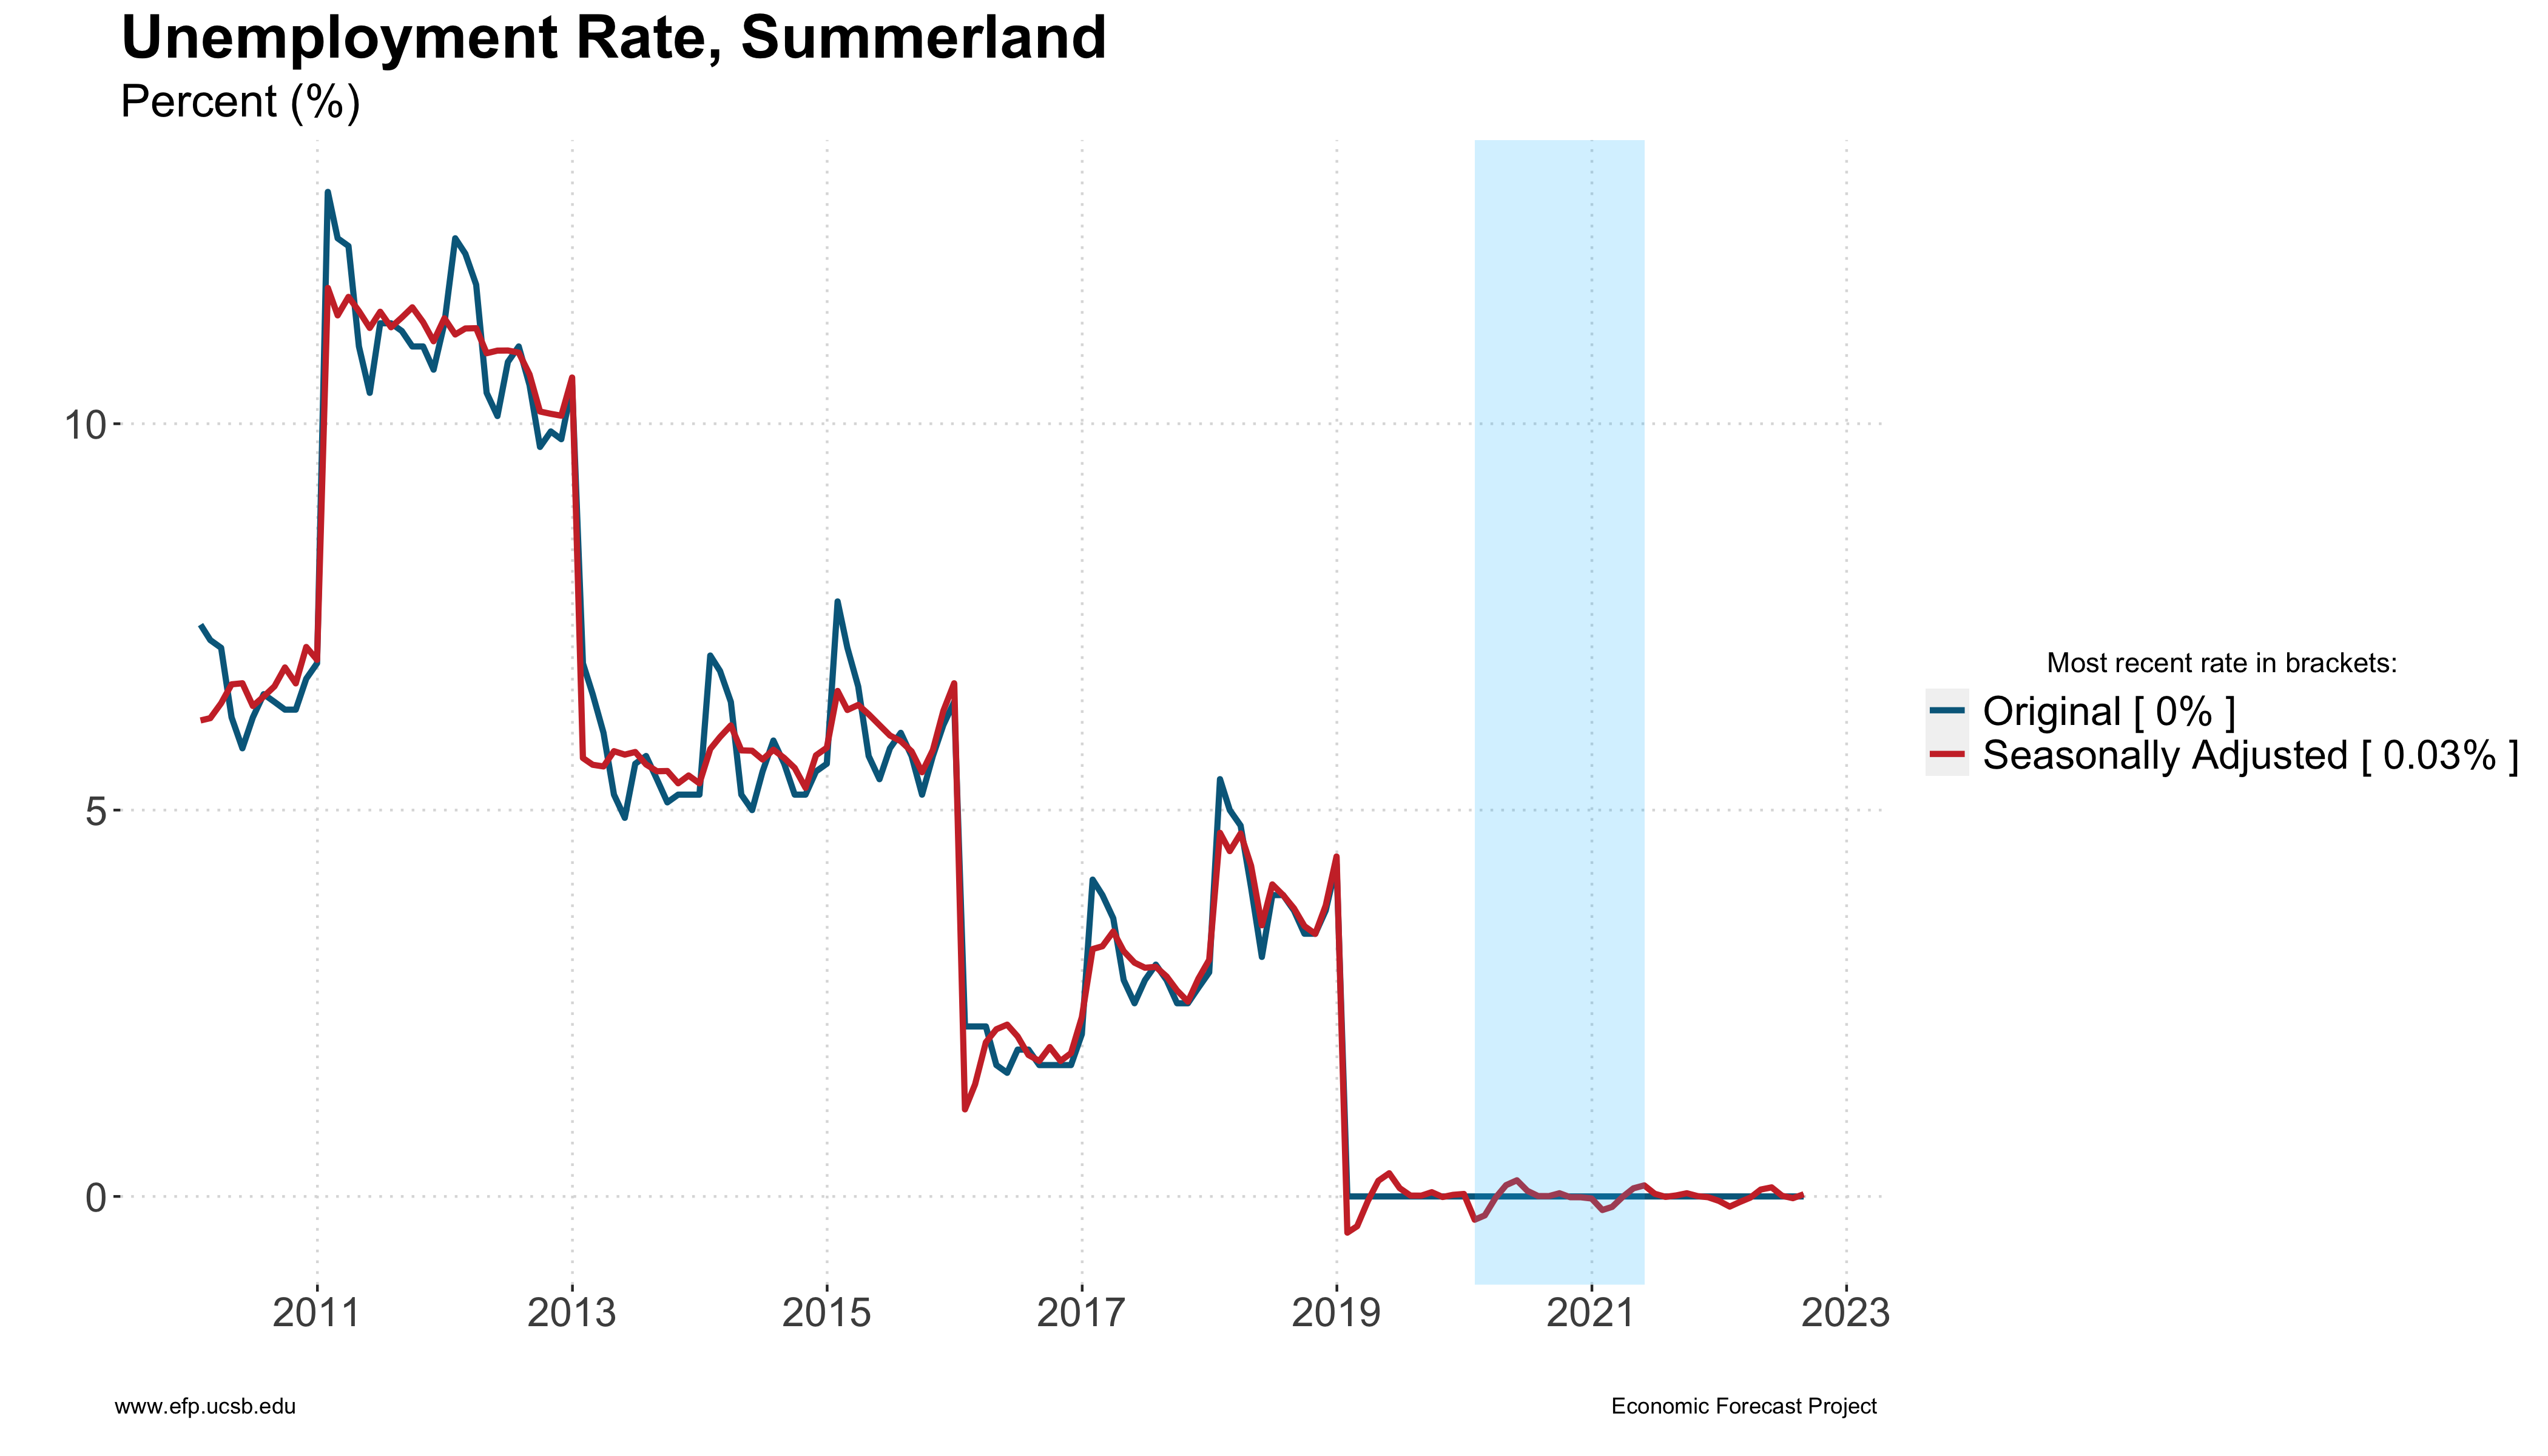 Unemployment Rate, Summerland
Percent (%)
10
5
0
2011 2013 2015 2017 2019 2021 2023
Most recent rate in brackets:
Original [ 0% ]
Seasonally Adjusted [ 0.03% ]
www.efp.ucsb.edu
Economic Forecast Project